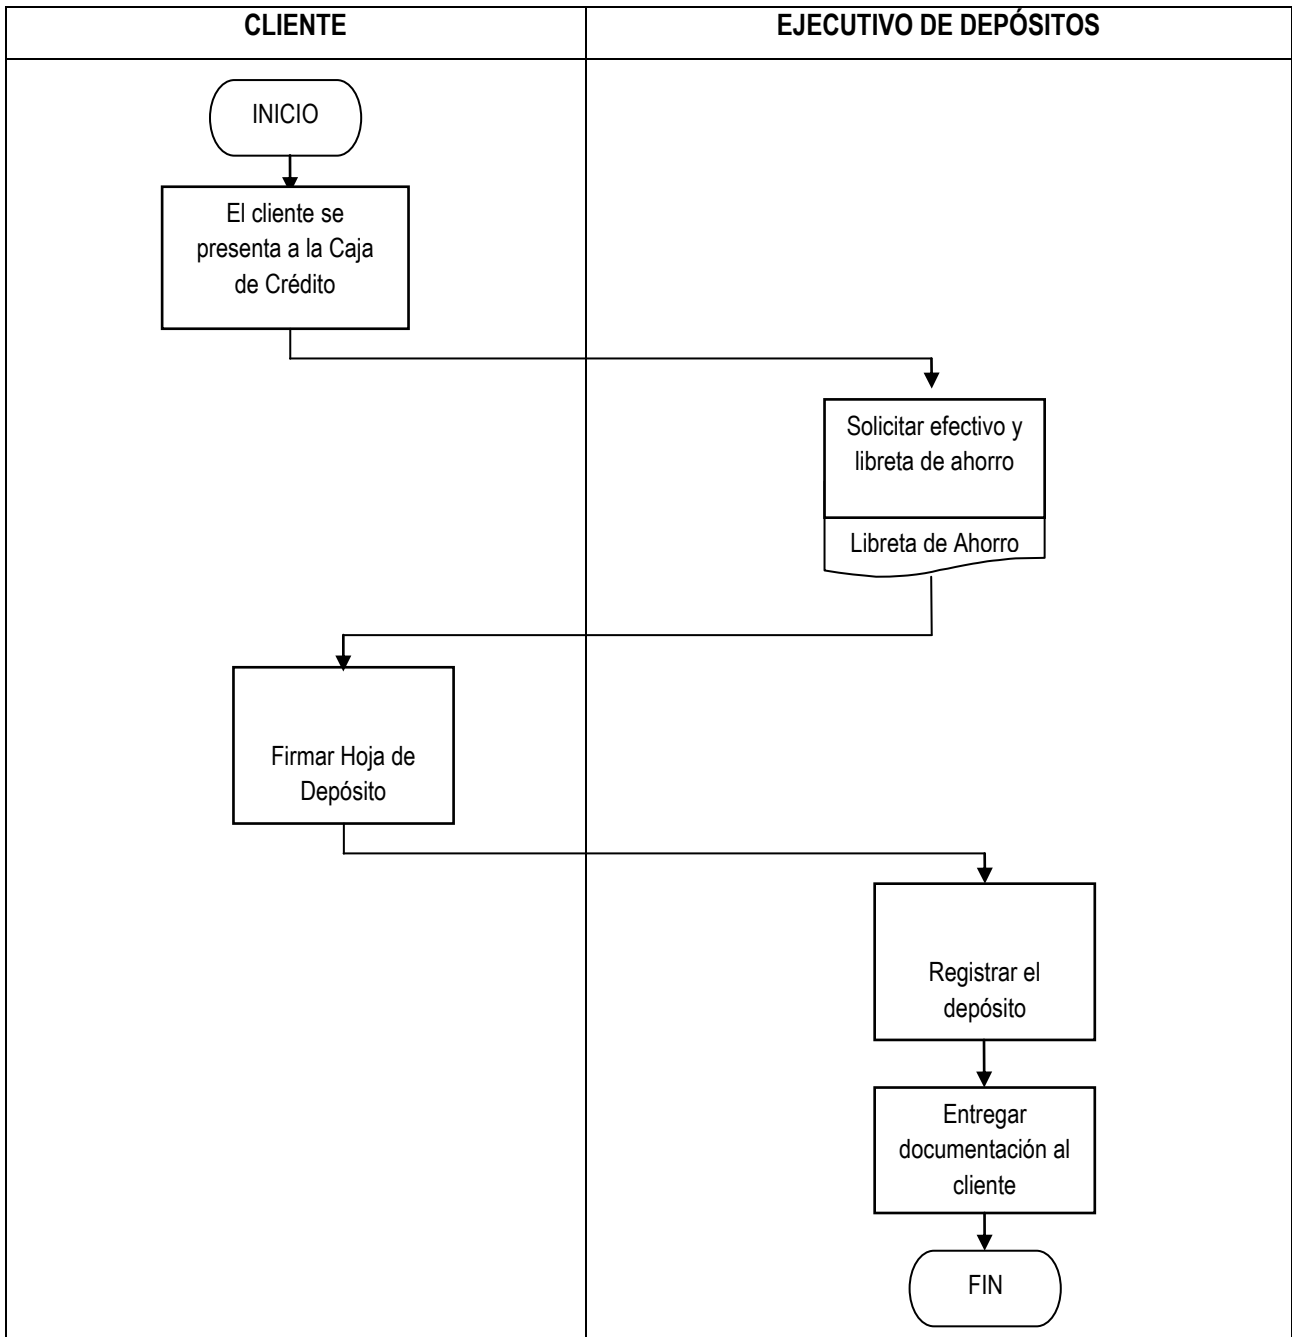 CLIENTE
EJECUTIVO DE DEPÓSITOS
INICIO
El cliente se
presenta a la Caja
de Crédito
Solicitar efectivo y
libreta de ahorro
Libreta de Ahorro
Firmar Hoja de
Depósito
Registrar el
depósito
Entregar
documentación al
cliente
FIN